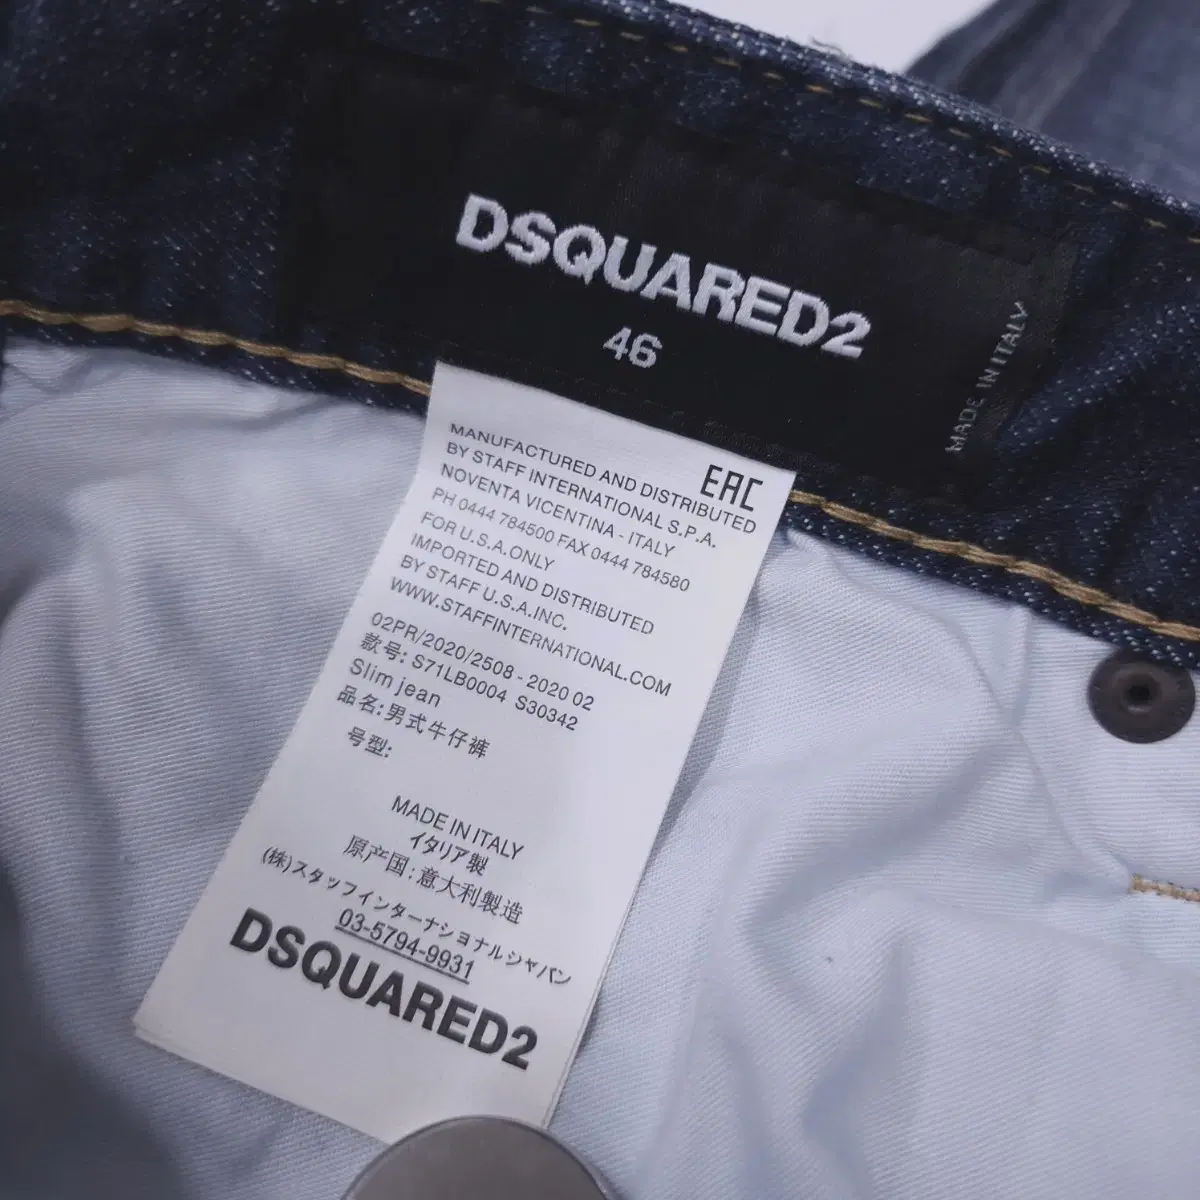 DSQUARED2
46
MADE IN ITALY
EAC
MANUFACTURED AND DISTRIBUTED
BY STAFF INTERNATIONAL S.P.A.
NOVENTA VICENTINA - ITALY
PH 0444 784500 FAX 0444 784580
FOR U.S.A.ONLY
IMPORTED AND DISTRIBUTED
BY STAFF U.S.A.INC.
WWW.STAFFINTERNATIONAL.COM
02PR/2020/2508 - 2020 02
款号: S71LB0004 S30342
Slim jean
品名:男式牛仔裤
号型:
MADE IN ITALY
イタリア製
原产国:意大利製造
(株)スタッフインターナショナルジャパン
03-5794-9931
DSQUARED2